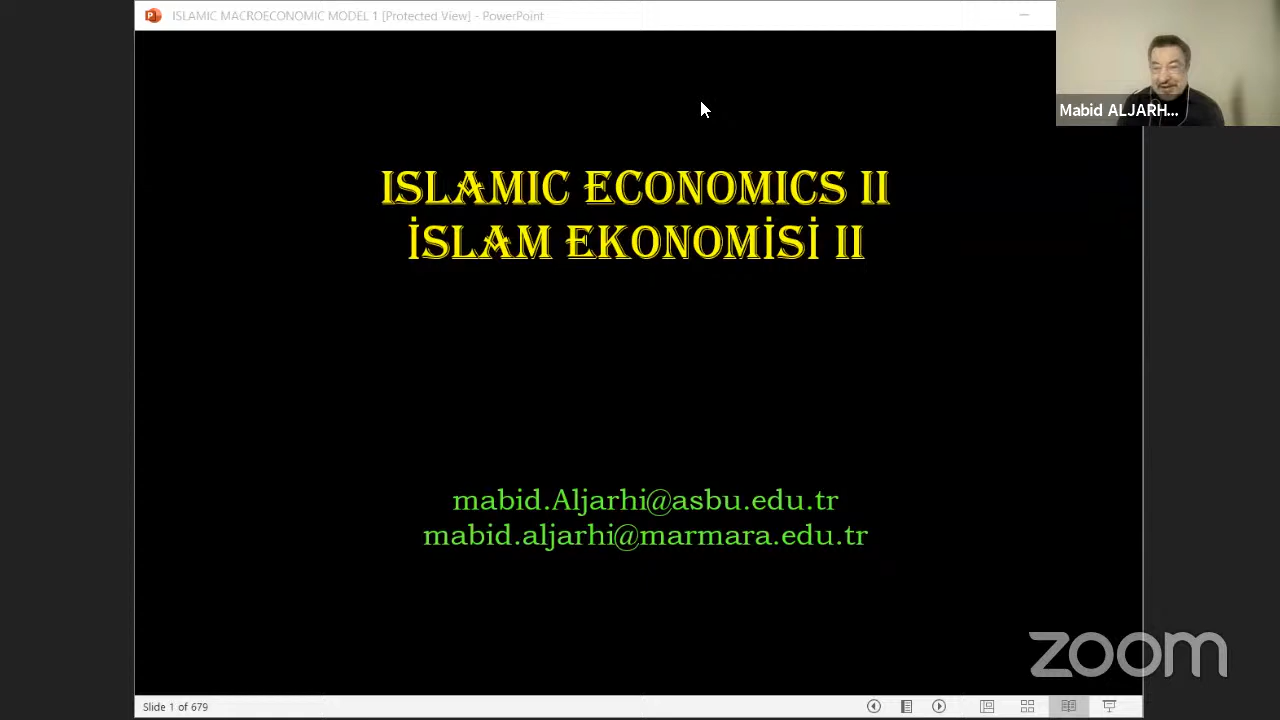 ISLAMIC MACROECONOMIC MODEL 1 [Protected View] - PowerPoint
Mabid ALJARH...
ISLAMIC ECONOMICS II
İSLAM EKONOMİSİ II
mabid.Aljarhi@asbu.edu.tr
mabid.aljarhi@marmara.edu.tr
zoom
Slide 1 of 679